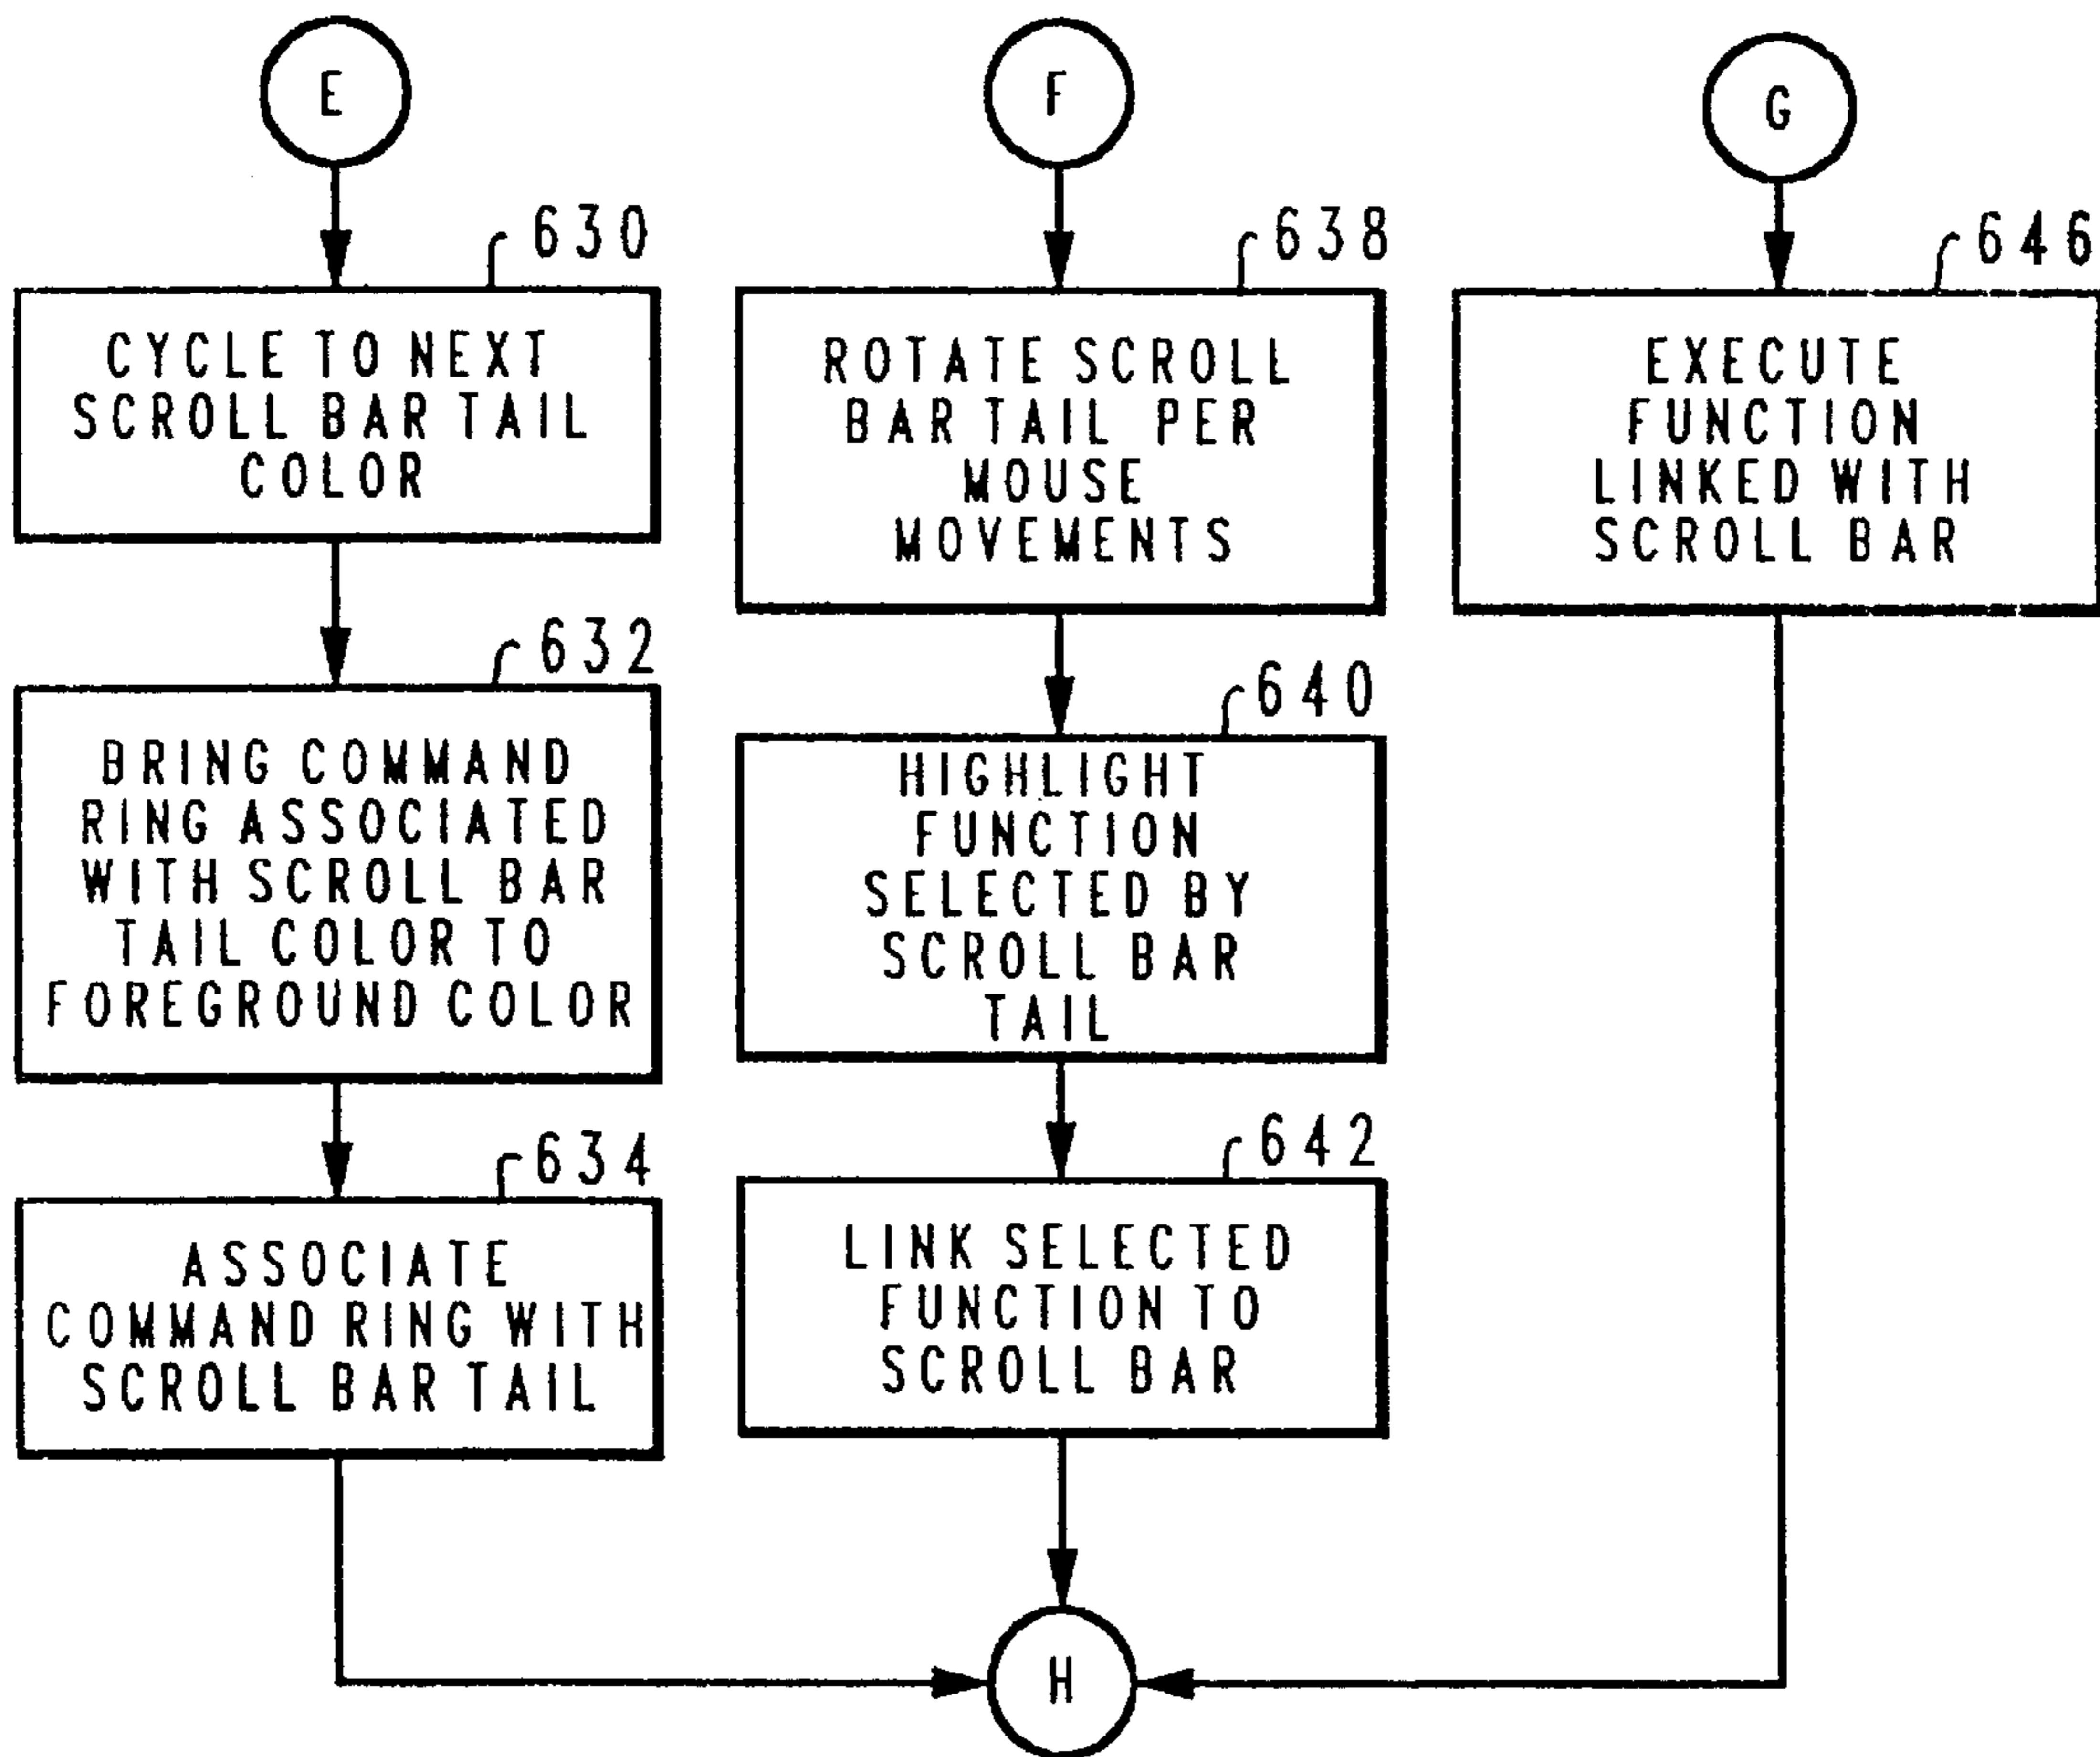 E
630
CYCLE TO NEXT
SCROLL BAR TAIL
COLOR
632
BRING COMMAND
RING ASSOCIATED
WITH SCROLL BAR
TAIL COLOR TO
FOREGROUND COLOR
634
ASSOCIATE
COMMAND RING WITH
SCROLL BAR TAIL
F
638
ROTATE SCROLL
BAR TAIL PER
MOUSE
MOVEMENTS
640
HIGHLIGHT
FUNCTION
SELECTED BY
SCROLL BAR
TAIL
642
LINK SELECTED
FUNCTION TO
SCROLL BAR
G
646
EXECUTE
FUNCTION
LINKED WITH
SCROLL BAR
H